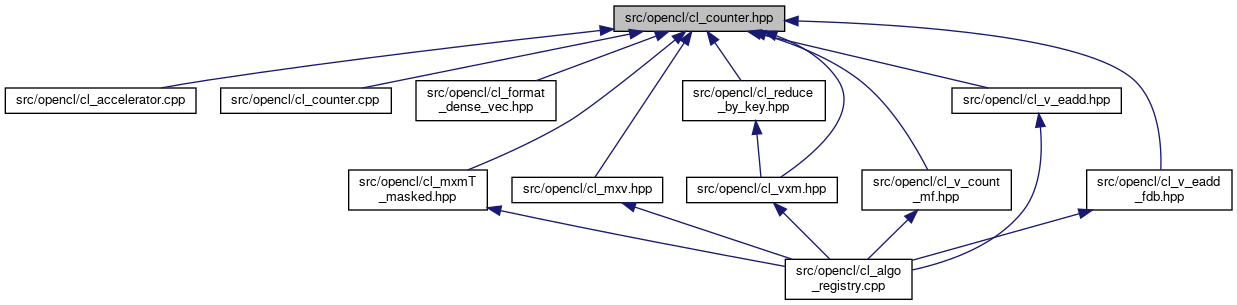 src/opencl/cl_counter.hpp
src/opencl/cl_accelerator.cpp
src/opencl/cl_counter.cpp
src/opencl/cl_format
_dense_vec.hpp
src/opencl/cl_reduce
_by_key.hpp
src/opencl/cl_v_eadd.hpp
src/opencl/cl_mxmT
_masked.hpp
src/opencl/cl_mxv.hpp
src/opencl/cl_vxm.hpp
src/opencl/cl_v_count
_mf.hpp
src/opencl/cl_v_eadd
_fdb.hpp
src/opencl/cl_algo
_registry.cpp